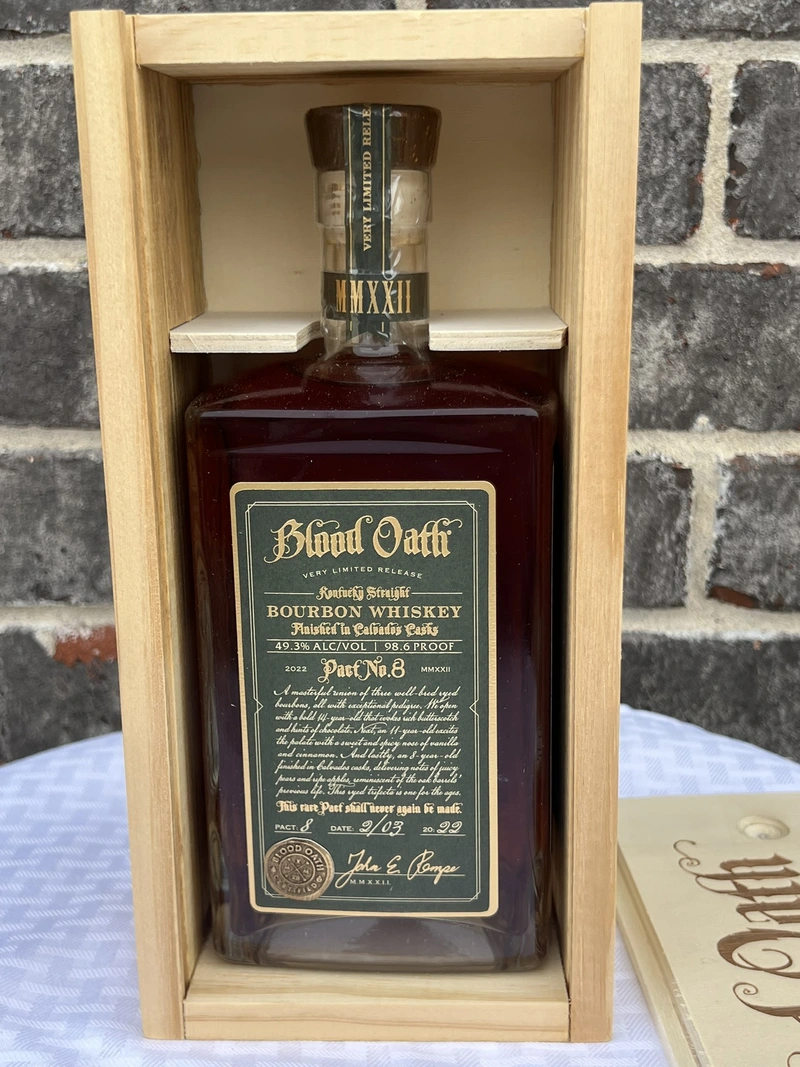 VERY LIMITED RELE
MMXXII
Blood Oath
VERY LIMITED RELEASE
Kentucky Straight
BOURBON WHISKEY
Finished in Calvados Casks
49.3% ALC/VOL | 98.6 PROOF
2022 Pact No.8 MMXXII
A masterful union of three well-bred ryed
bourbons, all with exceptional pedigree. We open
with a bold 14-year-old that evokes rich butterscotch
and hints of chocolate. Next, an 11-year-old excites
the palate with a sweet and spicy nose of vanilla
and cinnamon. And lastly, an 8-year-old
finished in Calvados casks, delivering notes of juicy
pears and ripe apples, reminiscent of the oak barrels'
previous life. This ryed trifecta is one for the ages.
This rare Pact shall never again be made.
PACT: 8 DATE: 2/03 20: 22
BLOOD OATH
CERTIFIED
John E. Rempe
MMXXII
Oath